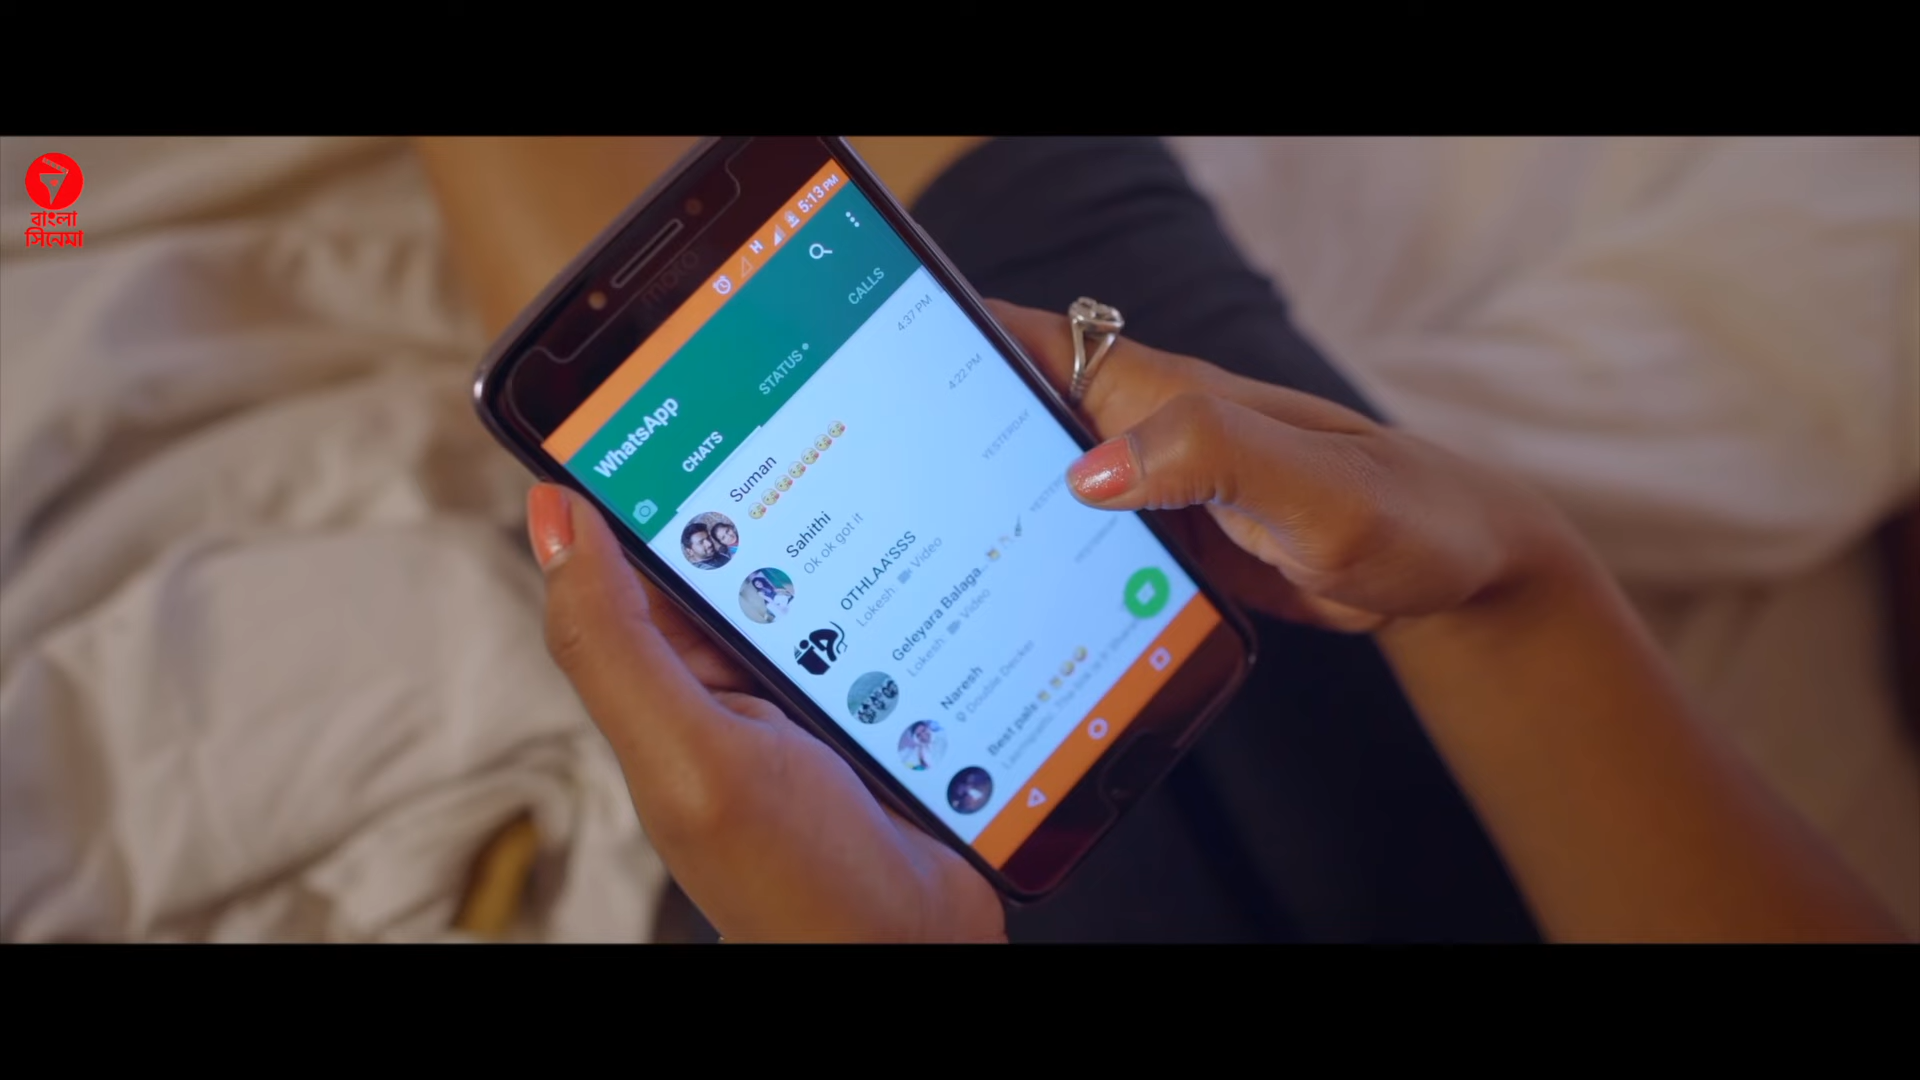 বাংলা
সিনেমা
moto
H
5:13 PM
WhatsApp
CHATS
STATUS
CALLS
Suman
4:37 PM
Sahithi
4:22 PM
Ok ok got it
OTHLAA'SSS
YESTERDAY
Lokesh: Video
Geleyara Balaga...
Lokesh: Video
Naresh
Double Decker
Best pals